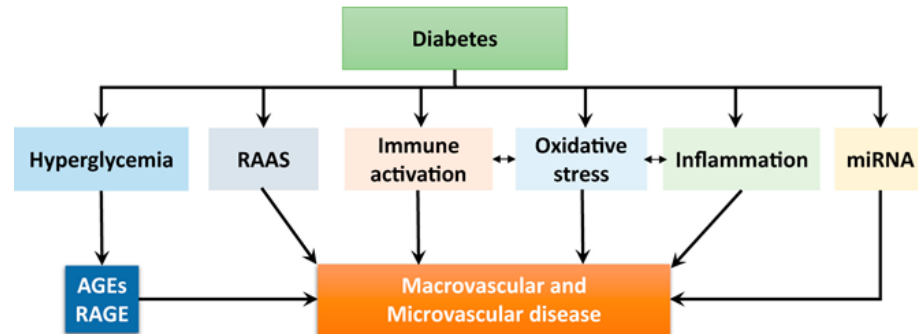 Diabetes
Hyperglycemia
RAAS
Immune
activation
Oxidative
stress
Inflammation
miRNA
AGEs
RAGE
Macrovascular and
Microvascular disease